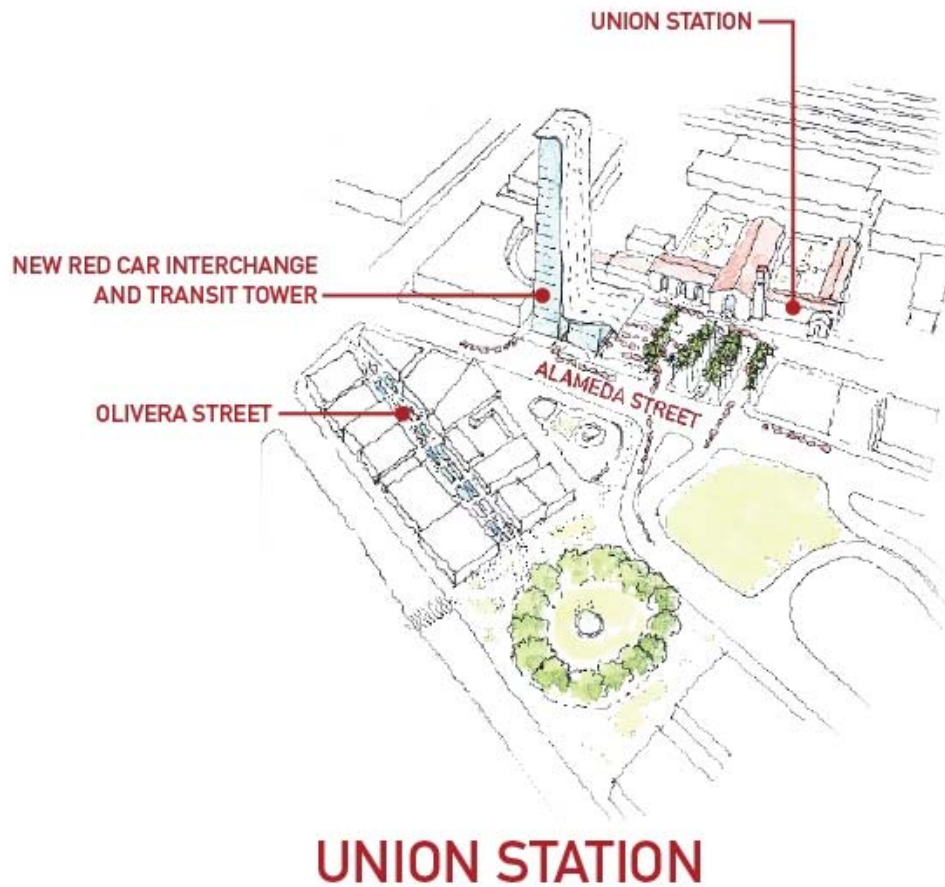 UNION STATION
NEW RED CAR INTERCHANGE
AND TRANSIT TOWER
OLIVERA STREET
ALAMEDA STREET
UNION STATION